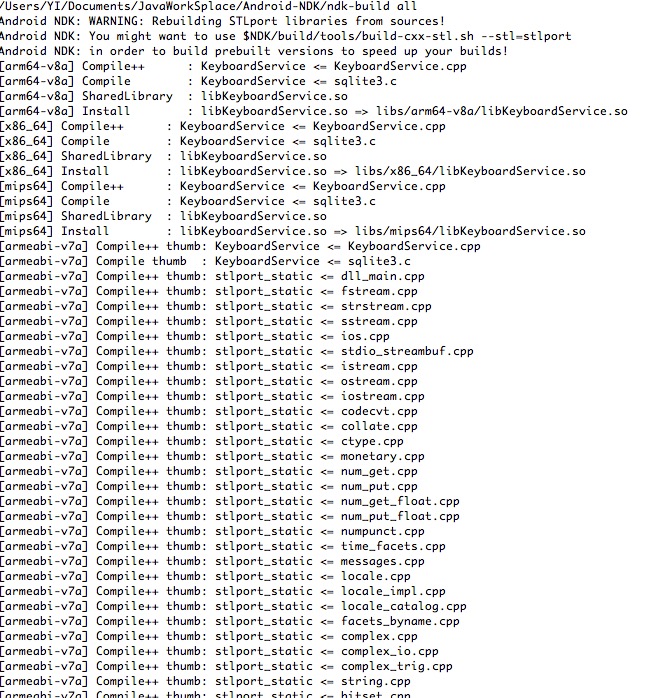 /Users/YI/Documents/JavaWorkSplace/Android-NDK/ndk-build all
Android NDK: WARNING: Rebuilding STLport libraries from sources!
Android NDK: You might want to use $NDK/build/tools/build-cxx-stl.sh --stl=stlport
Android NDK: in order to build prebuilt versions to speed up your builds!
[arm64-v8a] Compile++      : KeyboardService <= KeyboardService.cpp
[arm64-v8a] Compile        : KeyboardService <= sqlite3.c
[arm64-v8a] SharedLibrary  : libKeyboardService.so
[arm64-v8a] Install        : libKeyboardService.so => libs/arm64-v8a/libKeyboardService.so
[x86_64] Compile++      : KeyboardService <= KeyboardService.cpp
[x86_64] Compile        : KeyboardService <= sqlite3.c
[x86_64] SharedLibrary  : libKeyboardService.so
[x86_64] Install        : libKeyboardService.so => libs/x86_64/libKeyboardService.so
[mips64] Compile++      : KeyboardService <= KeyboardService.cpp
[mips64] Compile        : KeyboardService <= sqlite3.c
[mips64] SharedLibrary  : libKeyboardService.so
[mips64] Install        : libKeyboardService.so => libs/mips64/libKeyboardService.so
[armeabi-v7a] Compile++ thumb: KeyboardService <= KeyboardService.cpp
[armeabi-v7a] Compile thumb  : KeyboardService <= sqlite3.c
[armeabi-v7a] Compile++ thumb: stlport_static <= dll_main.cpp
[armeabi-v7a] Compile++ thumb: stlport_static <= fstream.cpp
[armeabi-v7a] Compile++ thumb: stlport_static <= strstream.cpp
[armeabi-v7a] Compile++ thumb: stlport_static <= sstream.cpp
[armeabi-v7a] Compile++ thumb: stlport_static <= ios.cpp
[armeabi-v7a] Compile++ thumb: stlport_static <= stdio_streambuf.cpp
[armeabi-v7a] Compile++ thumb: stlport_static <= istream.cpp
[armeabi-v7a] Compile++ thumb: stlport_static <= ostream.cpp
[armeabi-v7a] Compile++ thumb: stlport_static <= iostream.cpp
[armeabi-v7a] Compile++ thumb: stlport_static <= codecvt.cpp
[armeabi-v7a] Compile++ thumb: stlport_static <= collate.cpp
[armeabi-v7a] Compile++ thumb: stlport_static <= ctype.cpp
[armeabi-v7a] Compile++ thumb: stlport_static <= monetary.cpp
[armeabi-v7a] Compile++ thumb: stlport_static <= num_get.cpp
[armeabi-v7a] Compile++ thumb: stlport_static <= num_put.cpp
[armeabi-v7a] Compile++ thumb: stlport_static <= num_get_float.cpp
[armeabi-v7a] Compile++ thumb: stlport_static <= num_put_float.cpp
[armeabi-v7a] Compile++ thumb: stlport_static <= numpunct.cpp
[armeabi-v7a] Compile++ thumb: stlport_static <= time_facets.cpp
[armeabi-v7a] Compile++ thumb: stlport_static <= messages.cpp
[armeabi-v7a] Compile++ thumb: stlport_static <= locale.cpp
[armeabi-v7a] Compile++ thumb: stlport_static <= locale_impl.cpp
[armeabi-v7a] Compile++ thumb: stlport_static <= locale_catalog.cpp
[armeabi-v7a] Compile++ thumb: stlport_static <= facets_byname.cpp
[armeabi-v7a] Compile++ thumb: stlport_static <= complex.cpp
[armeabi-v7a] Compile++ thumb: stlport_static <= complex_io.cpp
[armeabi-v7a] Compile++ thumb: stlport_static <= complex_trig.cpp
[armeabi-v7a] Compile++ thumb: stlport_static <= string.cpp
[armeabi-v7a] Compile++ thumb: stlport_static <= bitset.cpp